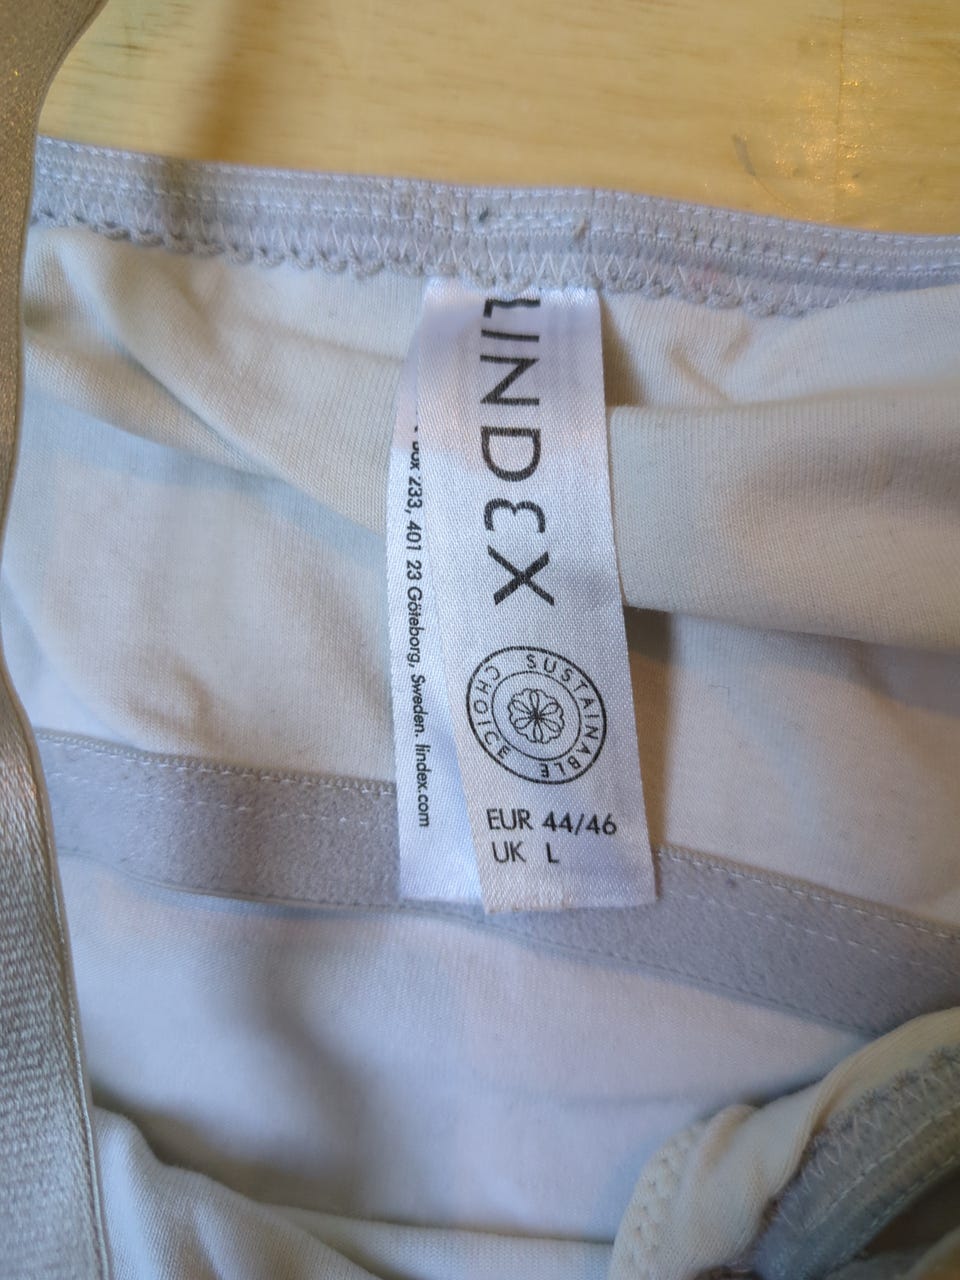 LINDEX
SUSTAINABLE CHOICE
EUR 44/46
UK L
Box 233, 401 23 Göteborg, Sweden. lindex.com